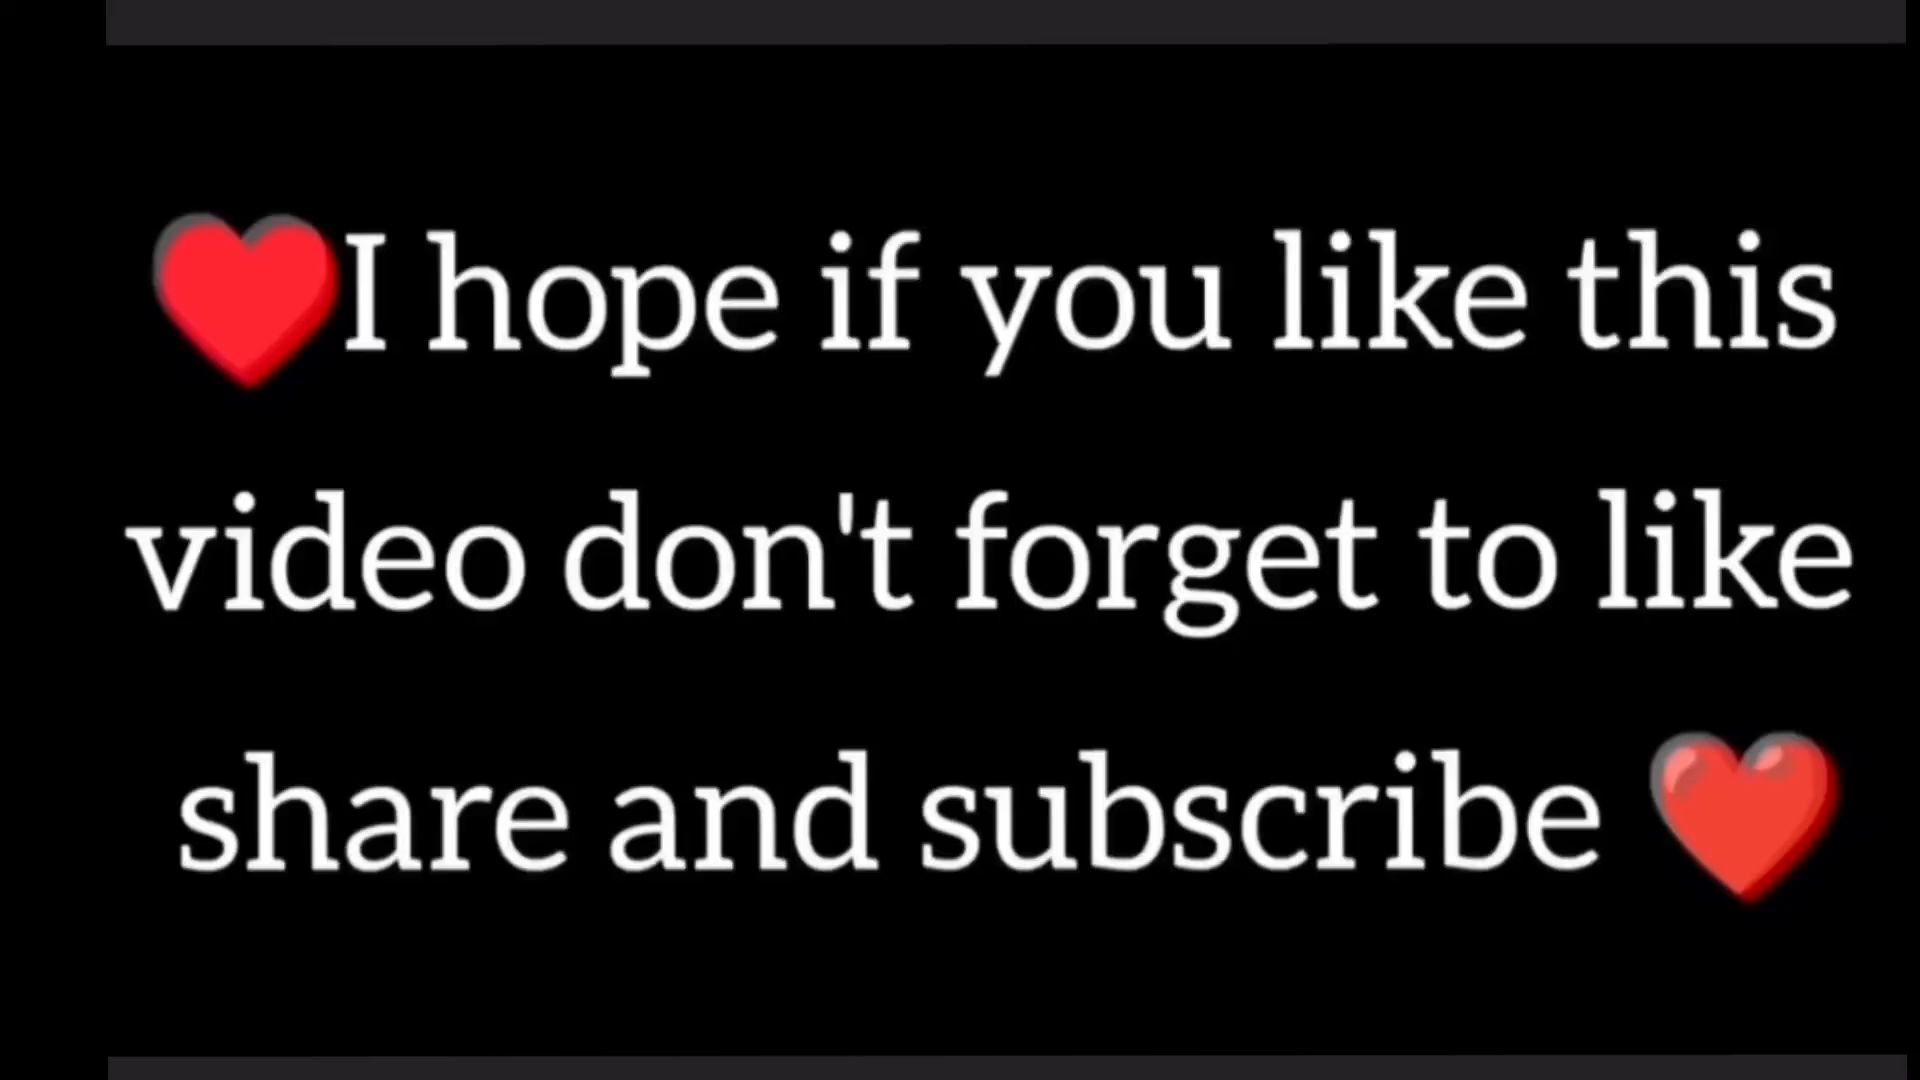 ❤️I hope if you like this
video don't forget to like
share and subscribe ❤️